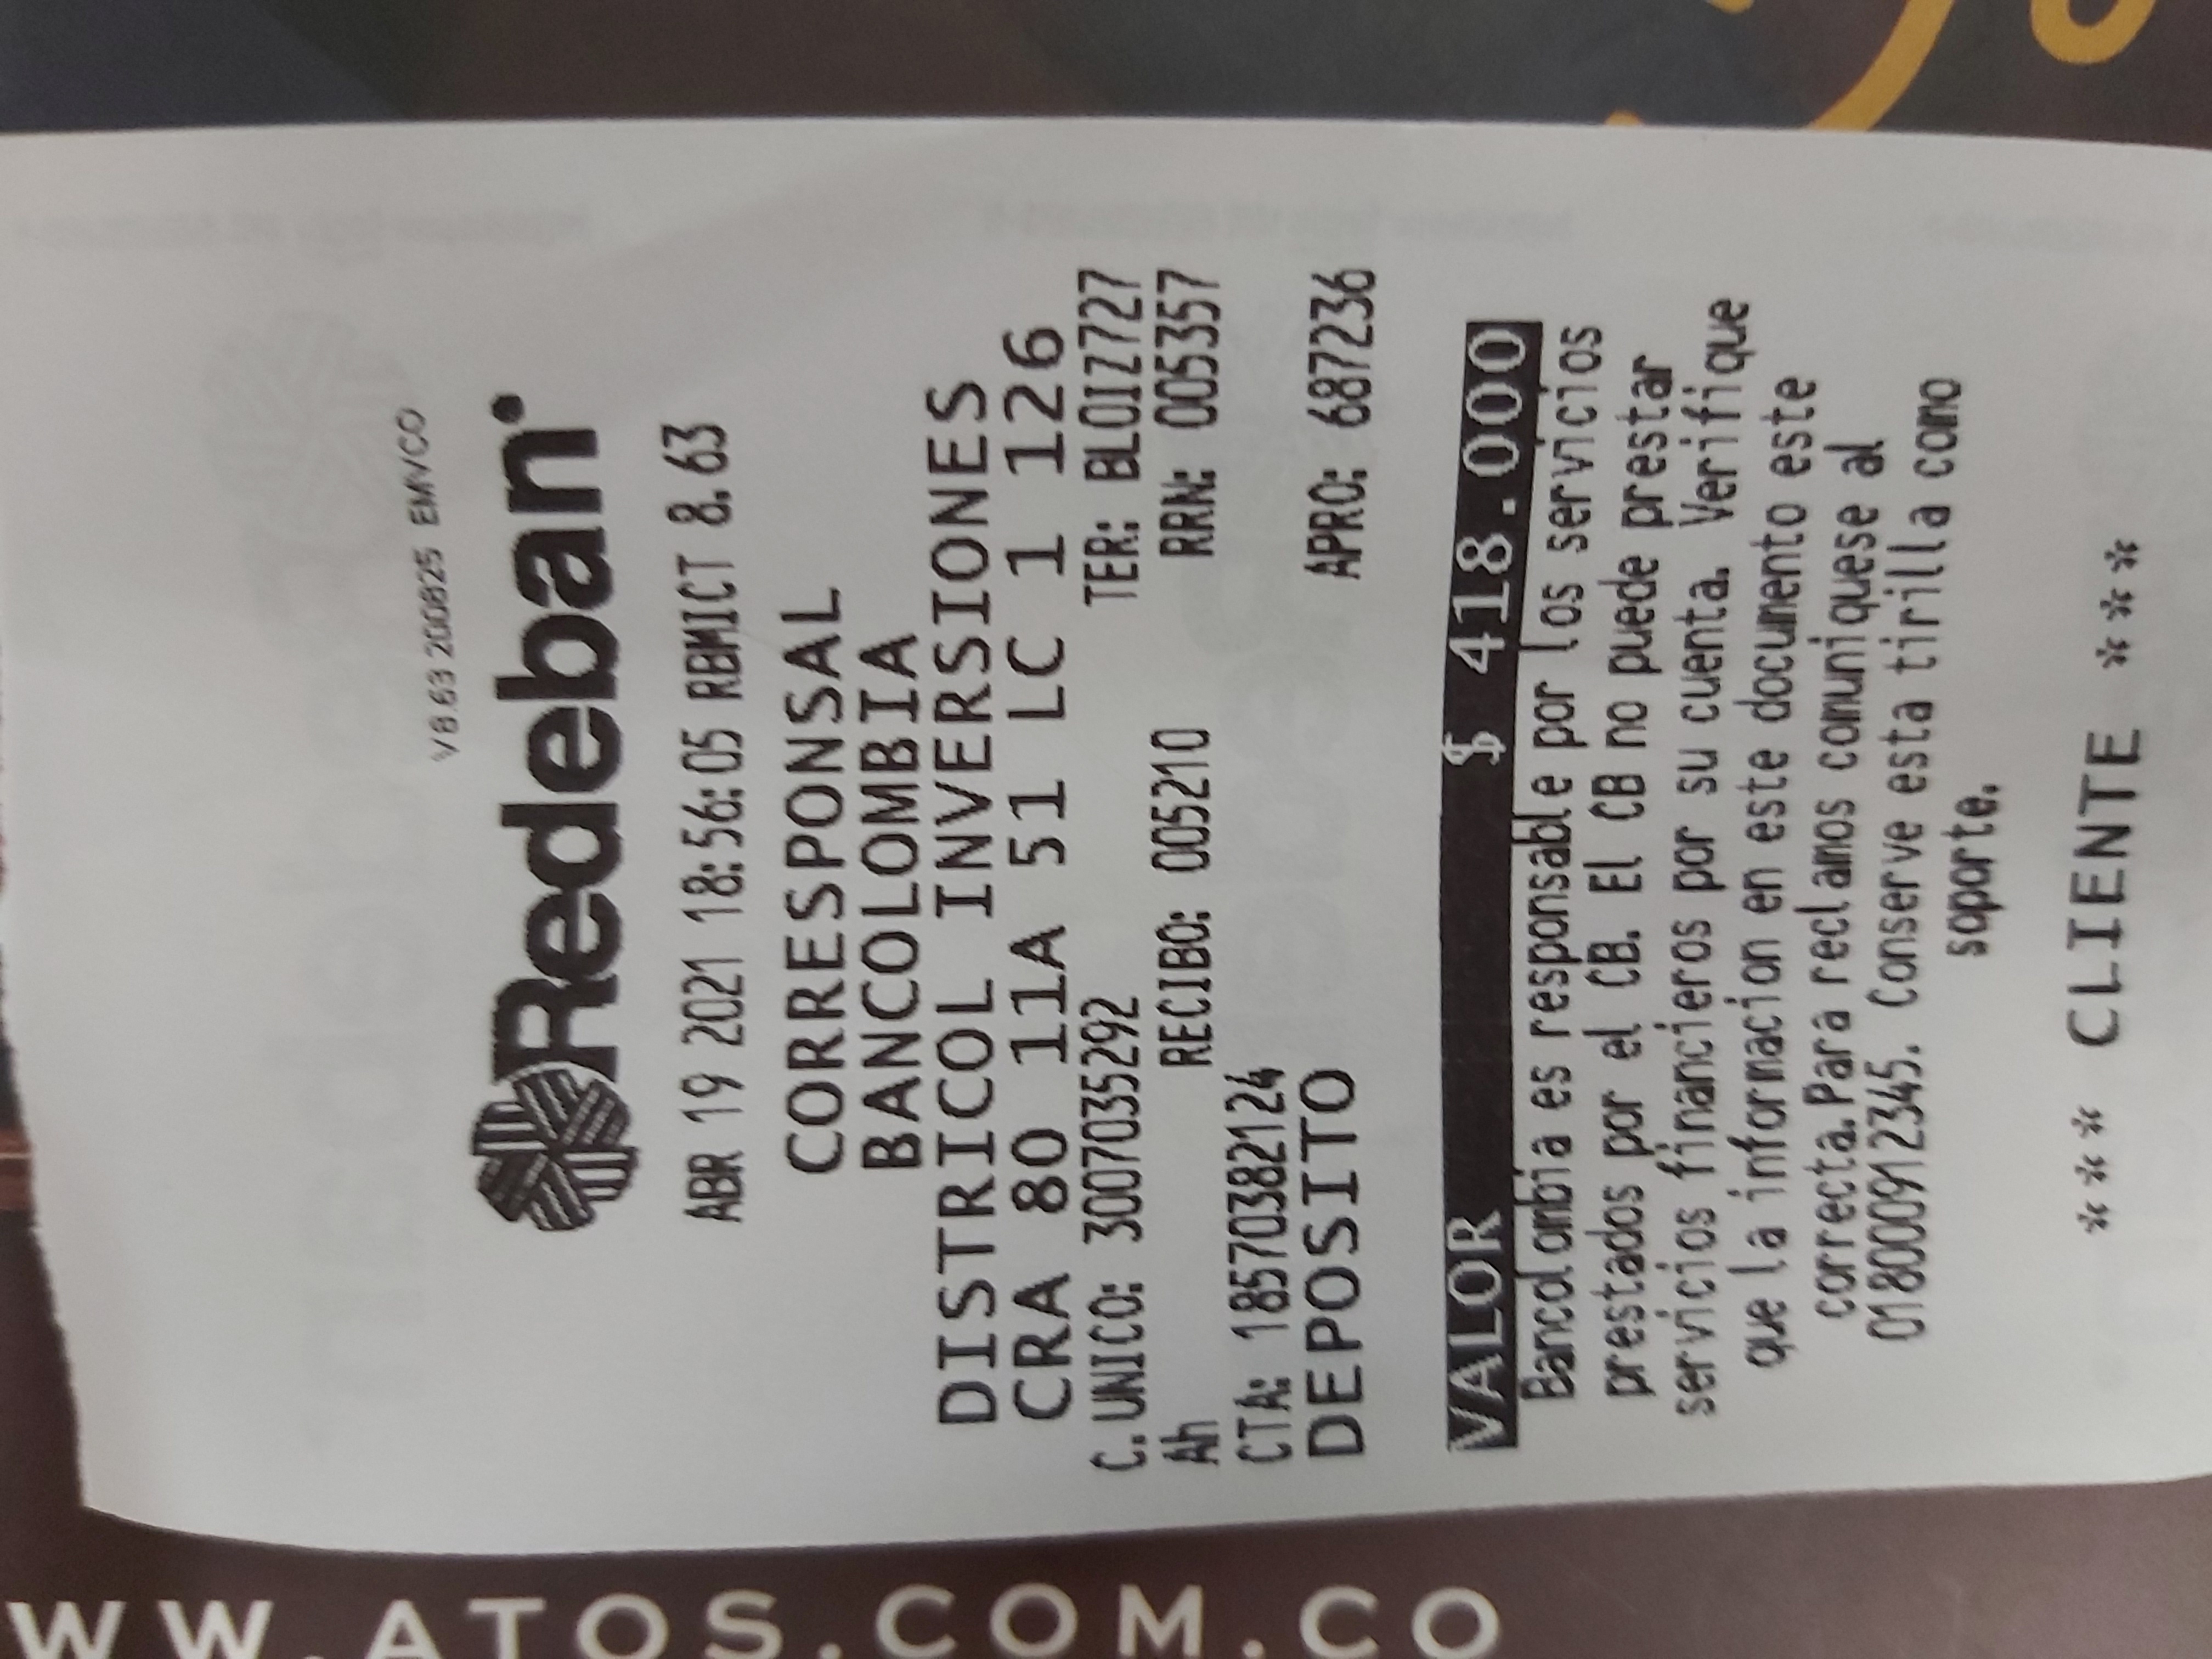 V8.63 200825 EMVCO
Redeban
ABR 19 2021 18:56:05 RBMICT 8.63
CORRESPONSAL
BANCOLOMBIA
DISTRICOL INVERSIONES
CRA 80 11A 51 LC 1 126
C.UNICO: 3007035292 TER: BLOIZ727
Ah RECIBO: 005210 RRN: 005357
CTA: 18570382124
DEPOSITO APRO: 687236
VALOR $ 418.000
Bancolombia es responsable por los servicios
prestados por el CB. El CB no puede prestar
servicios financieros por su cuenta. Verifique
que la informacion en este documento este
correcta.Para reclamos comuniquese al
018000912345. Conserve esta tirilla como
soporte.
*** CLIENTE ***
WWW.ATOS.COM.CO